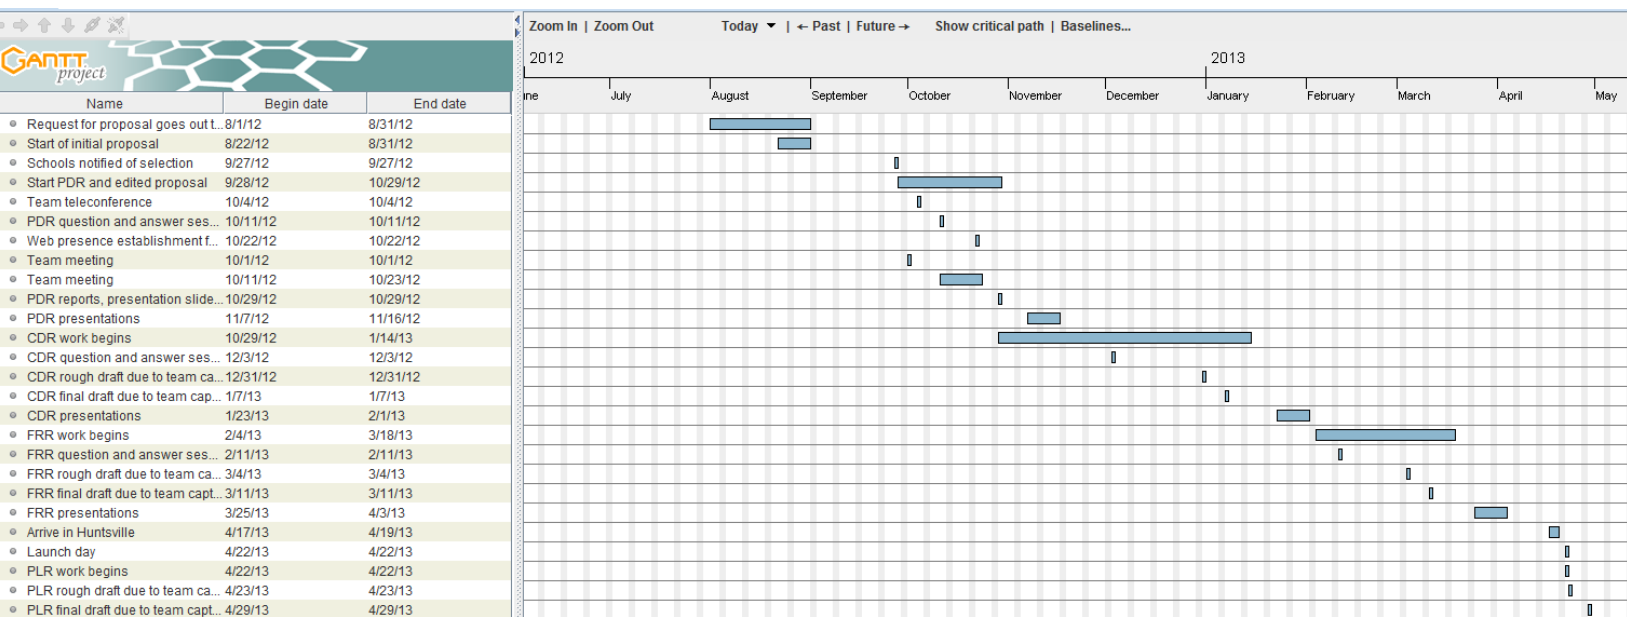 Zoom In | Zoom Out Today ▼ | ← Past | Future → Show critical path | Baselines...
GANTT
project
2012 2013
Name Begin date End date
ne July August September October November December January February March April May
Request for proposal goes out t... 8/1/12 8/31/12
Start of initial proposal 8/22/12 8/31/12
Schools notified of selection 9/27/12 9/27/12
Start PDR and edited proposal 9/28/12 10/29/12
Team teleconference 10/4/12 10/4/12
PDR question and answer ses... 10/11/12 10/11/12
Web presence establishment f... 10/22/12 10/22/12
Team meeting 10/1/12 10/1/12
Team meeting 10/11/12 10/23/12
PDR reports, presentation slide... 10/29/12 10/29/12
PDR presentations 11/7/12 11/16/12
CDR work begins 10/29/12 1/14/13
CDR question and answer ses... 12/3/12 12/3/12
CDR rough draft due to team ca... 12/31/12 12/31/12
CDR final draft due to team cap... 1/7/13 1/7/13
CDR presentations 1/23/13 2/1/13
FRR work begins 2/4/13 3/18/13
FRR question and answer ses... 2/11/13 2/11/13
FRR rough draft due to team ca... 3/4/13 3/4/13
FRR final draft due to team capt... 3/11/13 3/11/13
FRR presentations 3/25/13 4/3/13
Arrive in Huntsville 4/17/13 4/19/13
Launch day 4/22/13 4/22/13
PLR work begins 4/22/13 4/22/13
PLR rough draft due to team ca... 4/23/13 4/23/13
PLR final draft due to team capt... 4/29/13 4/29/13